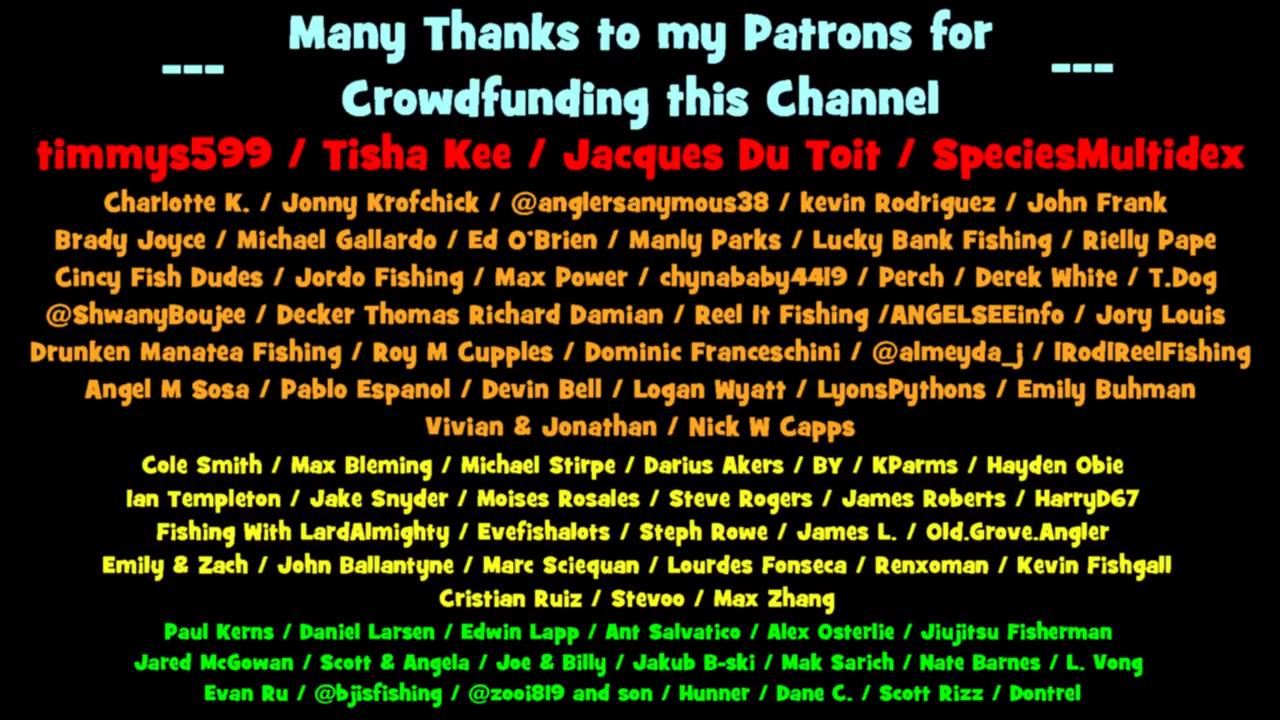 Many Thanks to my Patrons for
--- ---
Crowdfunding this Channel
timmys599 / Tisha Kee / Jacques Du Toit / SpeciesMultidex
Charlotte K. / Jonny Krofchick / @anglersanymous38 / kevin Rodriguez / John Frank
Brady Joyce / Michael Gallardo / Ed O'Brien / Manly Parks / Lucky Bank Fishing / Rielly Pape
Cincy Fish Dudes / Jordo Fishing / Max Power / chynababy4419 / Perch / Derek White / T.Dog
@ShwanyBoujee / Decker Thomas Richard Damian / Reel It Fishing /ANGELSEEinfo / Jory Louis
Drunken Manatea Fishing / Roy M Cupples / Dominic Franceschini / @almeyda_j / 1Rod1ReelFishing
Angel M Sosa / Pablo Espanol / Devin Bell / Logan Wyatt / LyonsPythons / Emily Buhman
Vivian & Jonathan / Nick W Capps
Cole Smith / Max Bleming / Michael Stirpe / Darius Akers / BY / KParms / Hayden Obie
Ian Templeton / Jake Snyder / Moises Rosales / Steve Rogers / James Roberts / HarryD67
Fishing With LardAlmighty / Evefishalots / Steph Rowe / James L. / Old.Grove.Angler
Emily & Zach / John Ballantyne / Marc Sciequan / Lourdes Fonseca / Renxoman / Kevin Fishgall
Cristian Ruiz / Stevoo / Max Zhang
Paul Kerns / Daniel Larsen / Edwin Lapp / Ant Salvatico / Alex Osterlie / Jiujitsu Fisherman
Jared McGowan / Scott & Angela / Joe & Billy / Jakub B-ski / Mak Sarich / Nate Barnes / L. Vong
Evan Ru / @bjisfishing / @zooi819 and son / Hunner / Dane C. / Scott Rizz / Dontrel